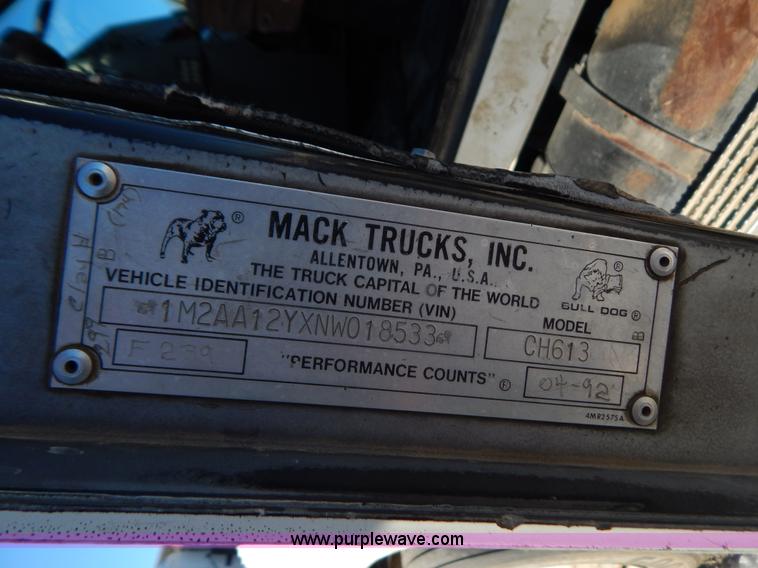 MACK TRUCKS, INC.
ALLENTOWN, PA., U.S.A.
THE TRUCK CAPITAL OF THE WORLD
BULL DOG ®
VEHICLE IDENTIFICATION NUMBER (VIN)
MODEL
1M2AA12YXNW018533
CH613
B
F 239
"PERFORMANCE COUNTS" ®
04-92
4MR2575A
www.purplewave.com